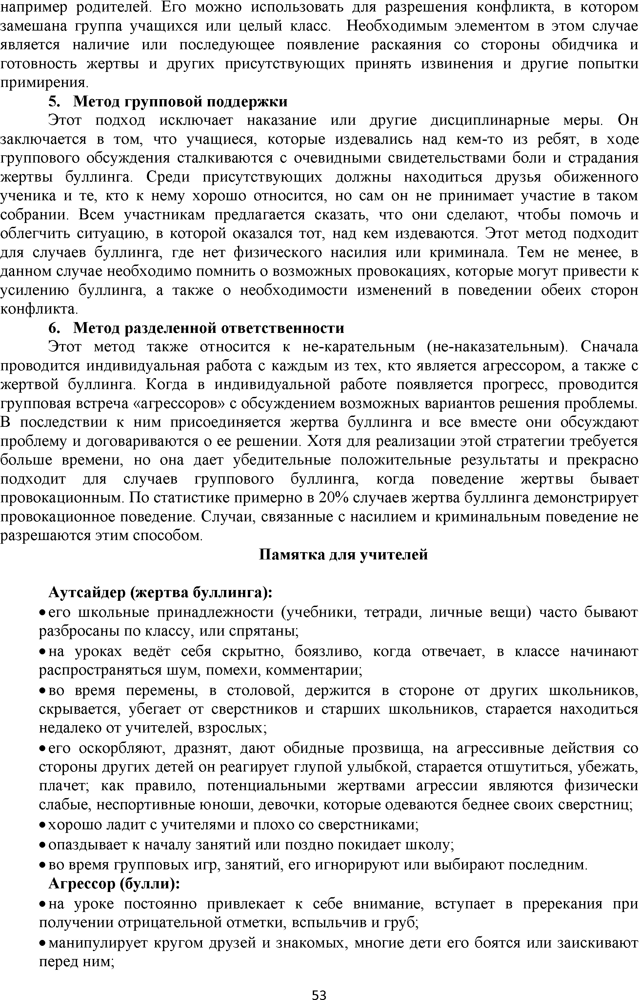 например родителей. Его можно использовать для разрешения конфликта, в котором
замешана группа учащихся или целый класс. Необходимым элементом в этом случае
является наличие или последующее появление раскаяния со стороны обидчика и
готовность жертвы и других присутствующих принять извинения и другие попытки
примирения.
5. Метод групповой поддержки
Этот подход исключает наказание или другие дисциплинарные меры. Он
заключается в том, что учащиеся, которые издевались над кем-то из ребят, в ходе
группового обсуждения сталкиваются с очевидными свидетельствами боли и страдания
жертвы буллинга. Среди присутствующих должны находиться друзья обиженного
ученика и те, кто к нему хорошо относится, но сам он не принимает участие в таком
собрании. Всем участникам предлагается сказать, что они сделают, чтобы помочь и
облегчить ситуацию, в которой оказался тот, над кем издеваются. Этот метод подходит
для случаев буллинга, где нет физического насилия или криминала. Тем не менее, в
данном случае необходимо помнить о возможных провокациях, которые могут привести к
усилению буллинга, а также о необходимости изменений в поведении обеих сторон
конфликта.
6. Метод разделенной ответственности
Этот метод также относится к не-карательным (не-наказательным). Сначала
проводится индивидуальная работа с каждым из тех, кто является агрессором, а также с
жертвой буллинга. Когда в индивидуальной работе появляется прогресс, проводится
групповая встреча «агрессоров» с обсуждением возможных вариантов решения проблемы.
В последствии к ним присоединяется жертва буллинга и все вместе они обсуждают
проблему и договариваются о ее решении. Хотя для реализации этой стратегии требуется
больше времени, но она дает убедительные положительные результаты и прекрасно
подходит для случаев группового буллинга, когда поведение жертвы бывает
провокационным. По статистике примерно в 20% случаев жертва буллинга демонстрирует
провокационное поведение. Случаи, связанные с насилием и криминальным поведение не
разрешаются этим способом.
Памятка для учителей
Аутсайдер (жертва буллинга):
•его школьные принадлежности (учебники, тетради, личные вещи) часто бывают
разбросаны по классу, или спрятаны;
•на уроках ведёт себя скрытно, боязливо, когда отвечает, в классе начинают
распространяться шум, помехи, комментарии;
•во время перемены, в столовой, держится в стороне от других школьников,
скрывается, убегает от сверстников и старших школьников, старается находиться
недалеко от учителей, взрослых;
•его оскорбляют, дразнят, дают обидные прозвища, на агрессивные действия со
стороны других детей он реагирует глупой улыбкой, старается отшутиться, убежать,
плачет; как правило, потенциальными жертвами агрессии являются физически
слабые, неспортивные юноши, девочки, которые одеваются беднее своих сверстниц;
•хорошо ладит с учителями и плохо со сверстниками;
•опаздывает к началу занятий или поздно покидает школу;
•во время групповых игр, занятий, его игнорируют или выбирают последним.
Агрессор (булли):
•на уроке постоянно привлекает к себе внимание, вступает в пререкания при
получении отрицательной отметки, вспыльчив и груб;
•манипулирует кругом друзей и знакомых, многие дети его боятся или заискивают
перед ним;
53